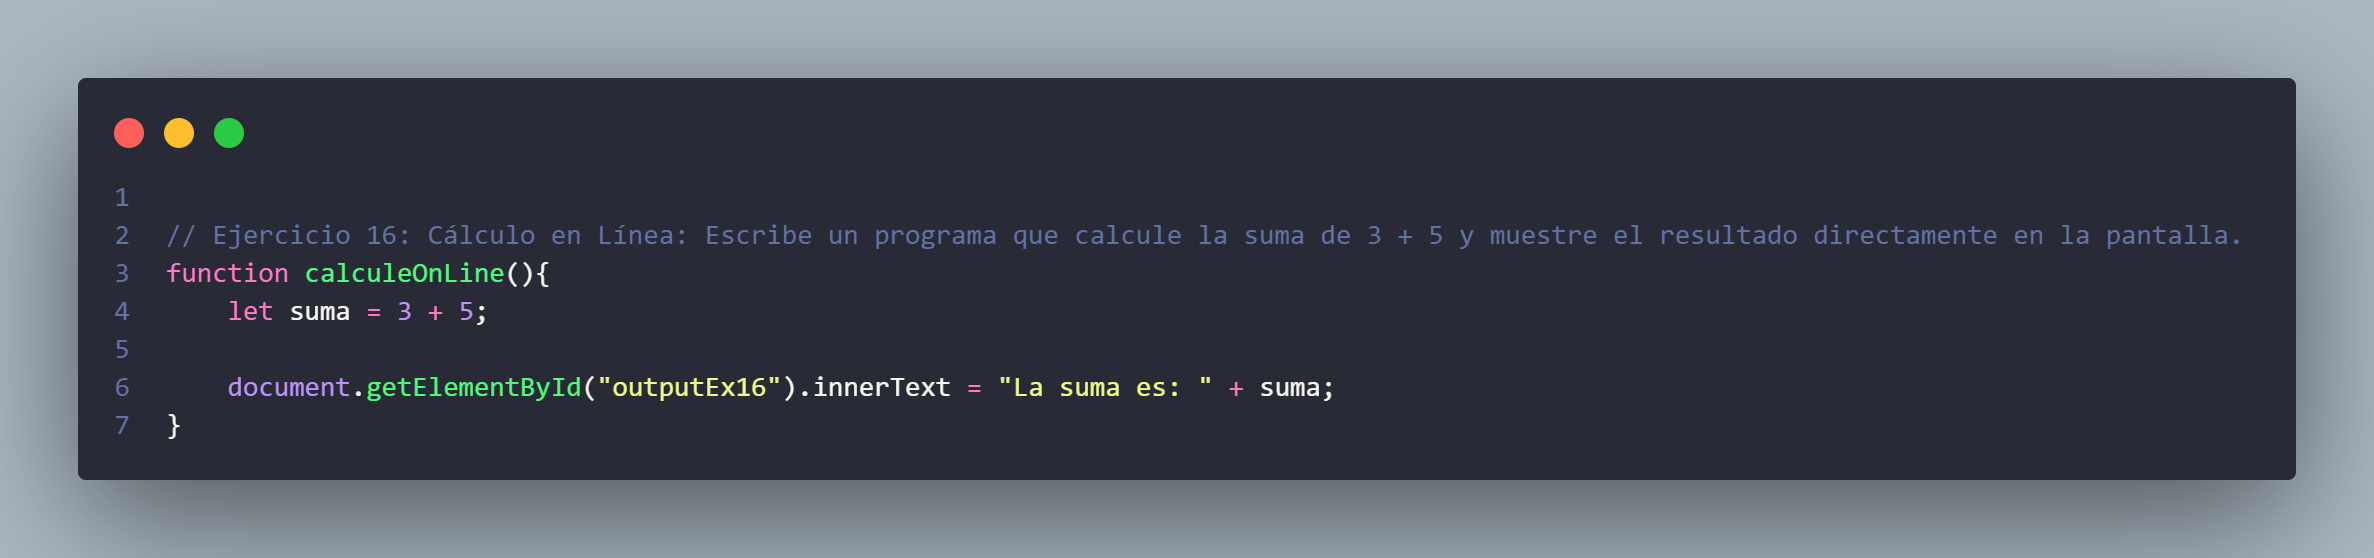 1
2 // Ejercicio 16: Cálculo en Línea: Escribe un programa que calcule la suma de 3 + 5 y muestre el resultado directamente en la pantalla.
3 function calculeOnLine(){
4     let suma = 3 + 5;
5
6     document.getElementById("outputEx16").innerText = "La suma es: " + suma;
7 }